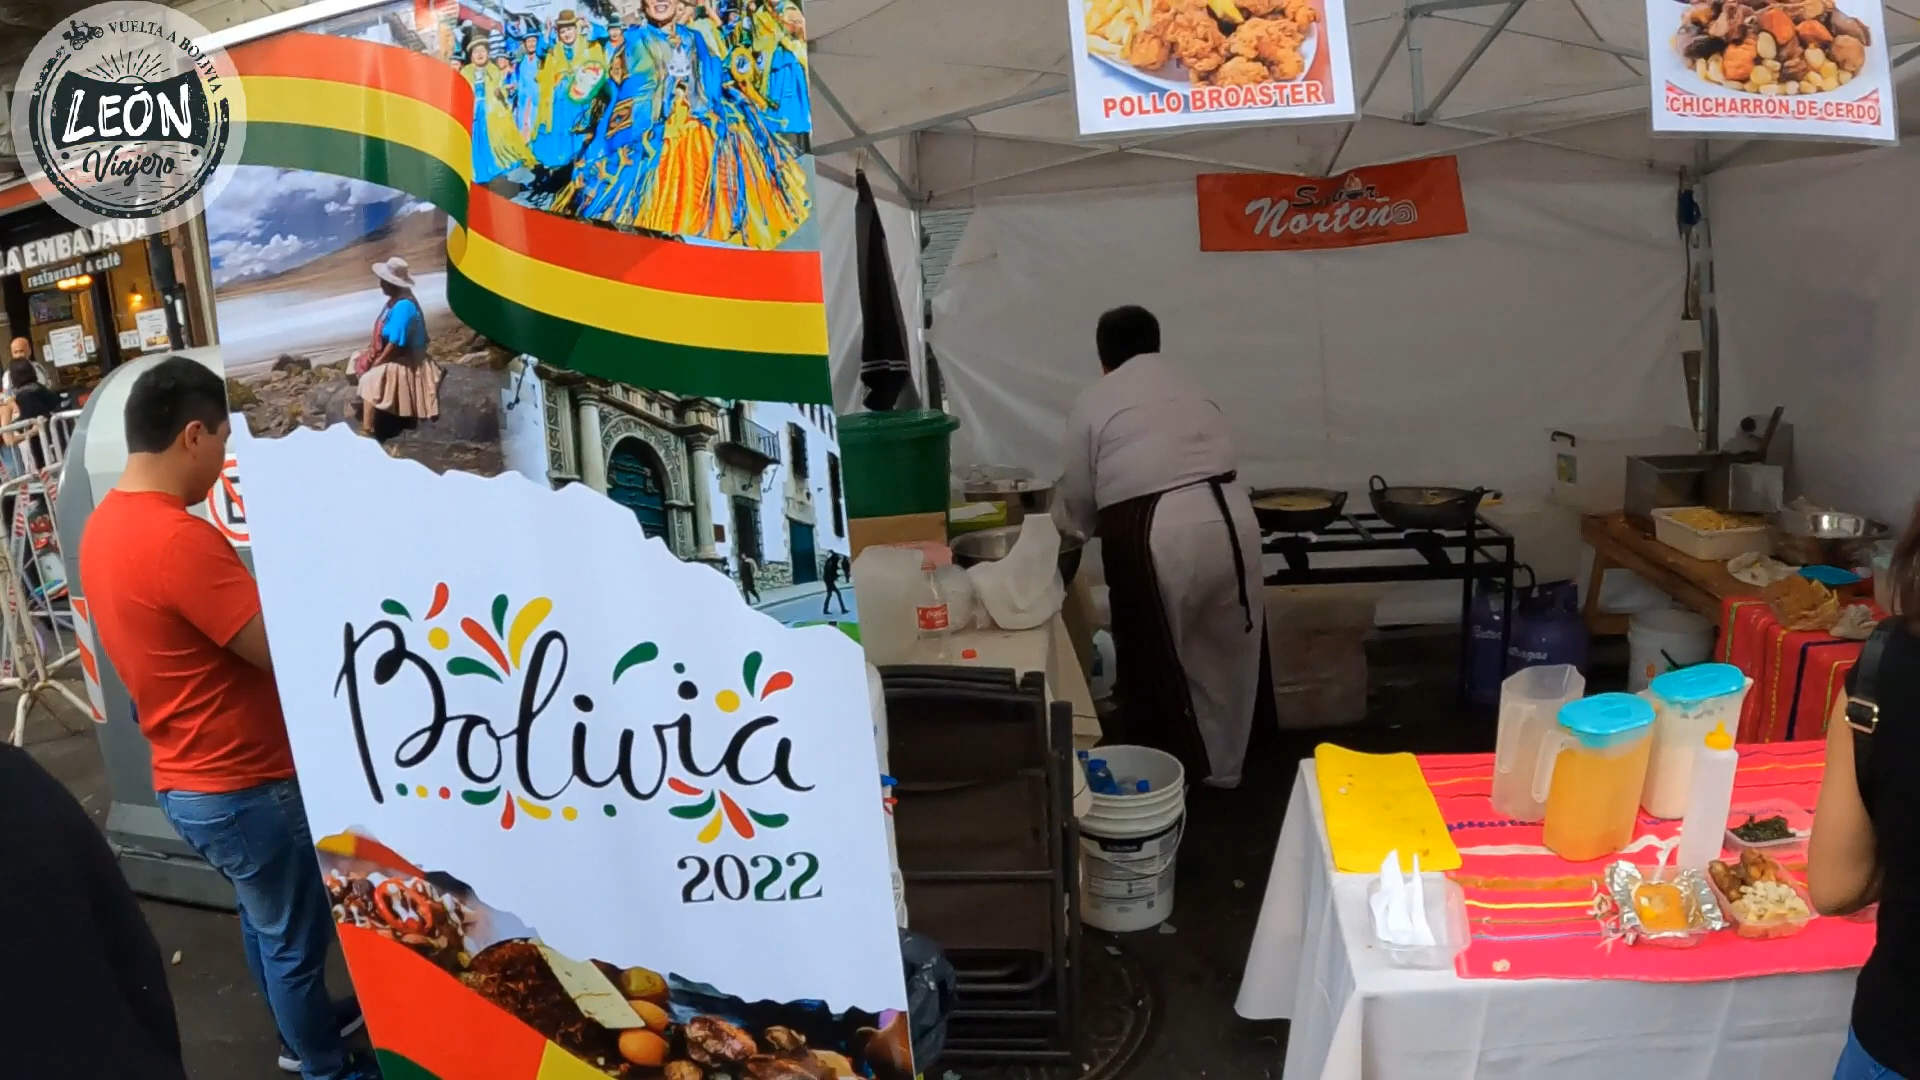 VUELTA A BOLIVIA
LEÓN
Viajero
LA EMBAJADA
restaurant & café
POLLO BROASTER
CHICHARRÓN DE CERDO
Norteño
Bolivia
2022